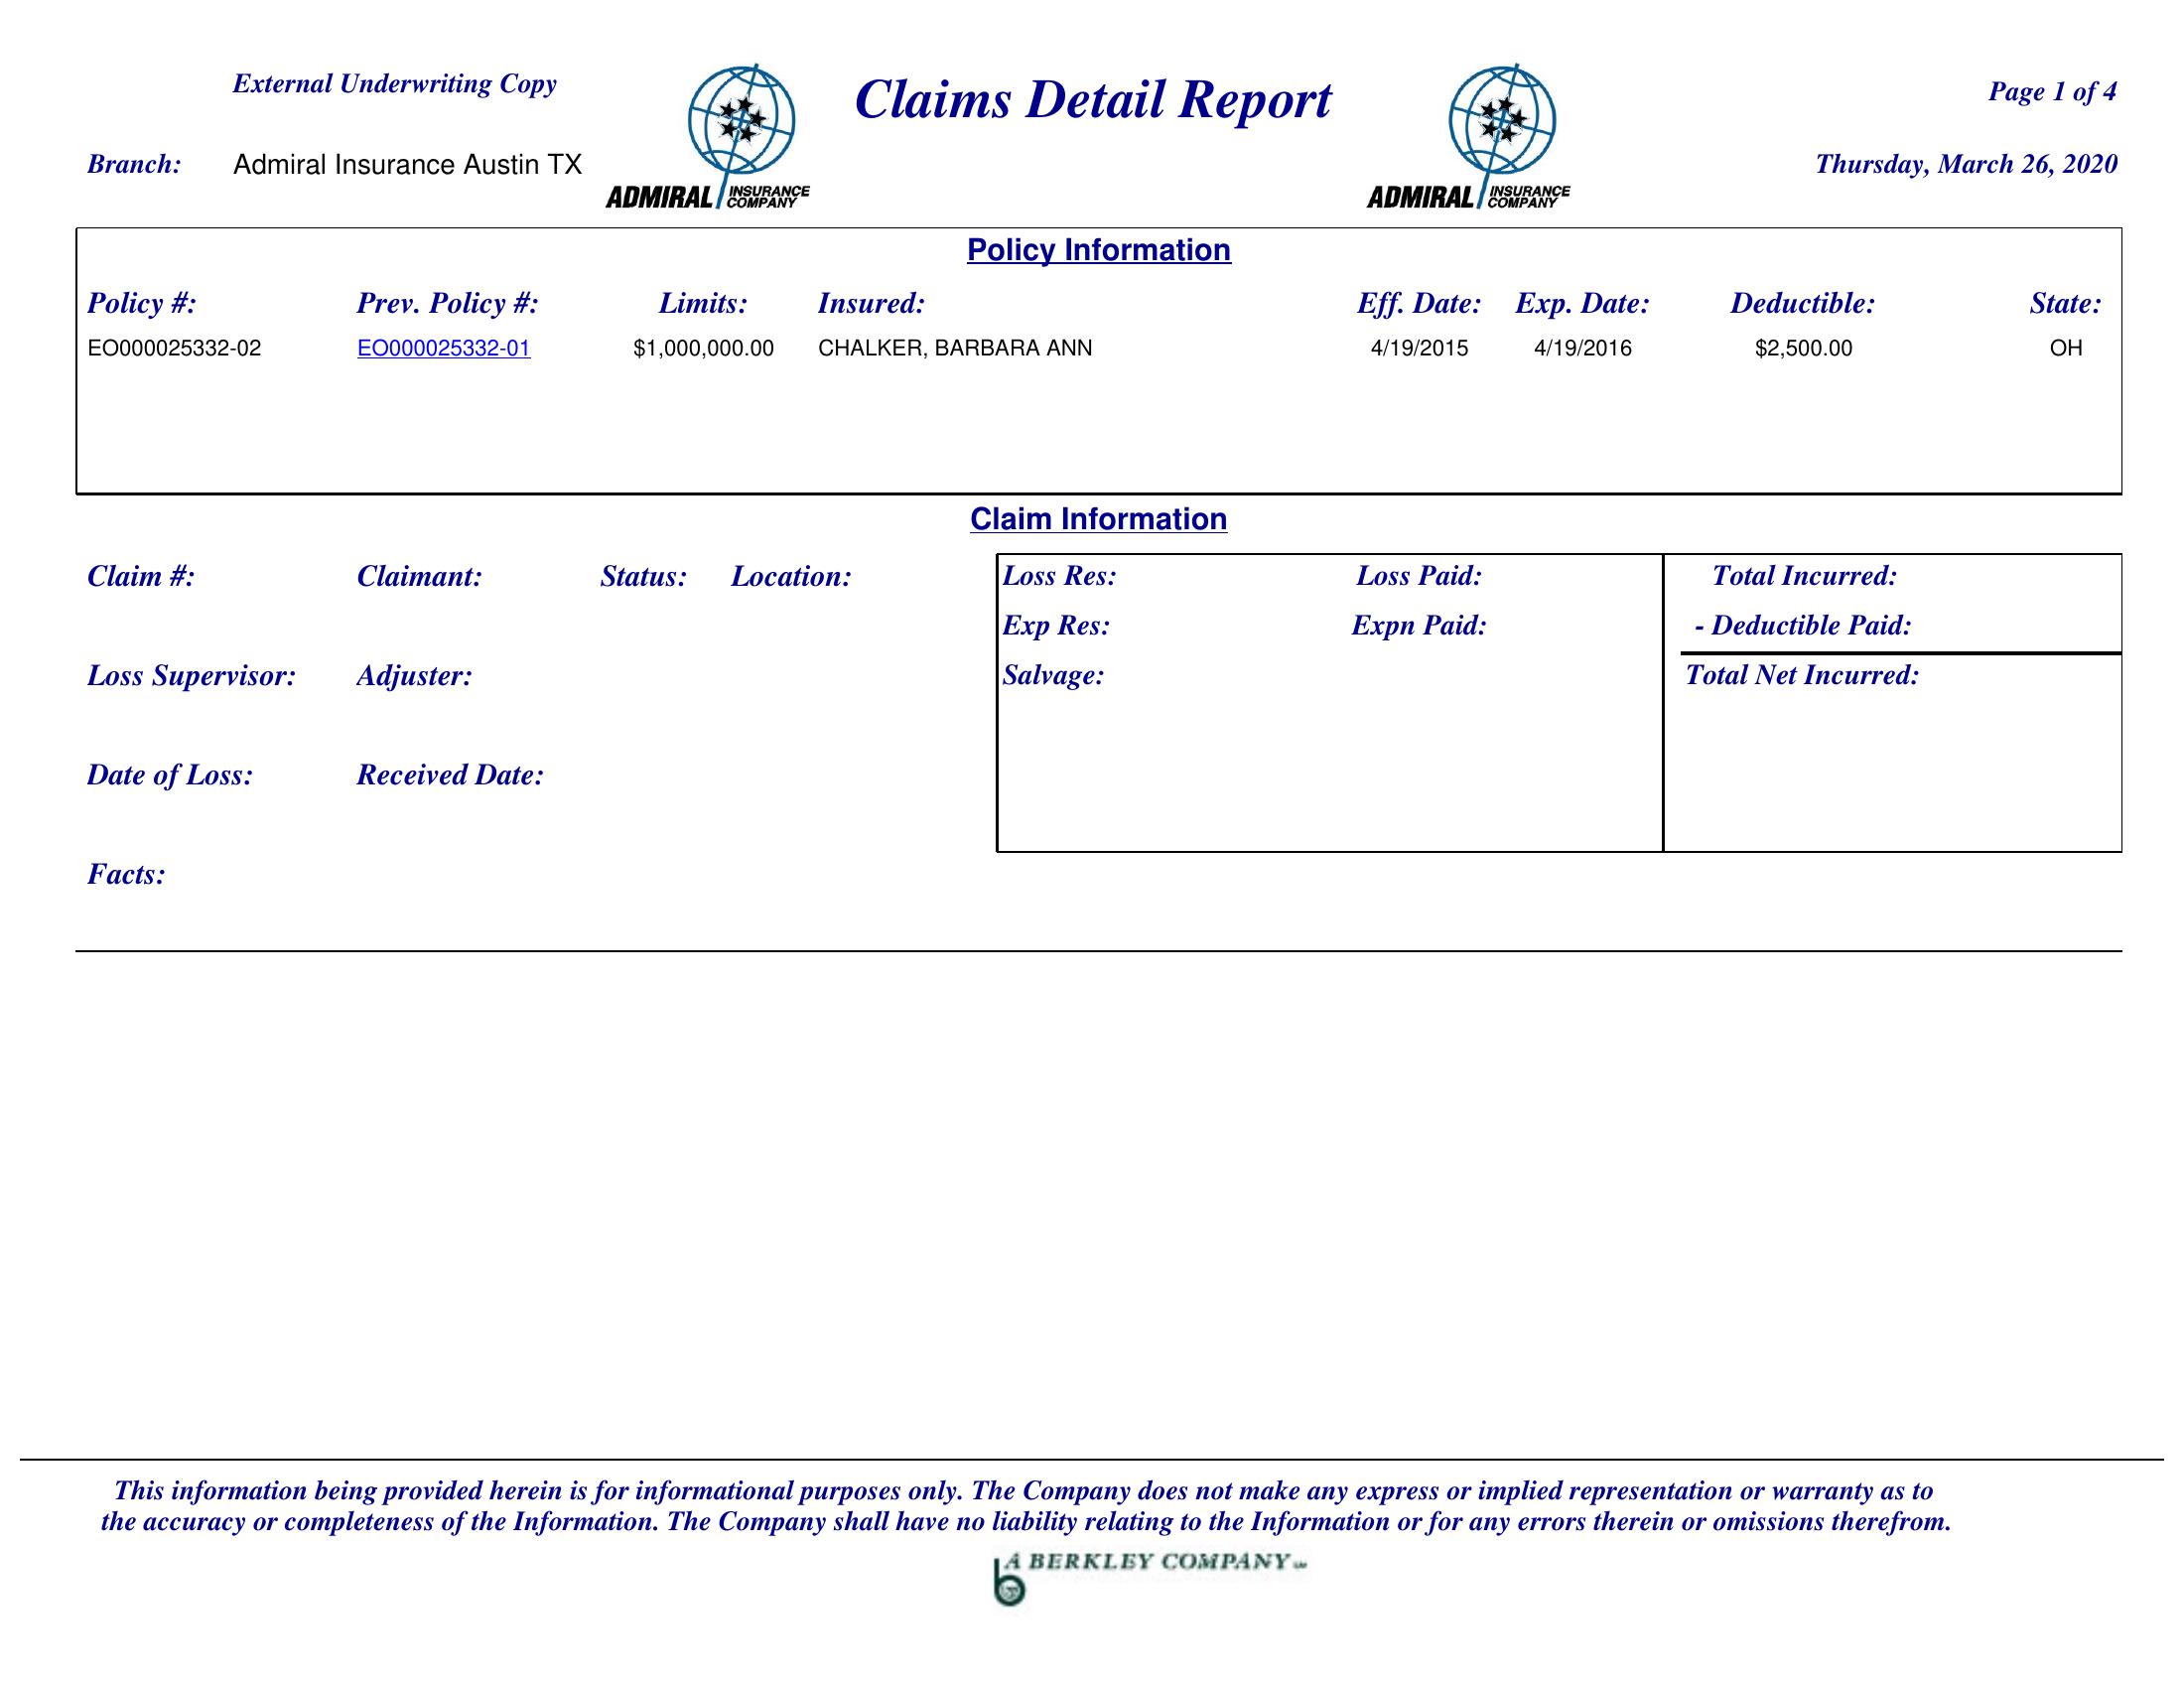 External Underwriting Copy
Claims Detail Report
Page 1 of 4
Branch: Admiral Insurance Austin TX
Thursday, March 26, 2020
ADMIRAL INSURANCE COMPANY
ADMIRAL INSURANCE COMPANY
Policy Information
Policy #: Prev. Policy #: Limits: Insured: Eff. Date: Exp. Date: Deductible: State:
EO000025332-02 EO000025332-01 $1,000,000.00 CHALKER, BARBARA ANN 4/19/2015 4/19/2016 $2,500.00 OH
Claim Information
Claim #: Claimant: Status: Location: Loss Res: Loss Paid: Total Incurred:
Exp Res: Expn Paid: - Deductible Paid:
Loss Supervisor: Adjuster: Salvage: Total Net Incurred:
Date of Loss: Received Date:
Facts:
This information being provided herein is for informational purposes only. The Company does not make any express or implied representation or warranty as to
the accuracy or completeness of the Information. The Company shall have no liability relating to the Information or for any errors therein or omissions therefrom.
A BERKLEY COMPANY